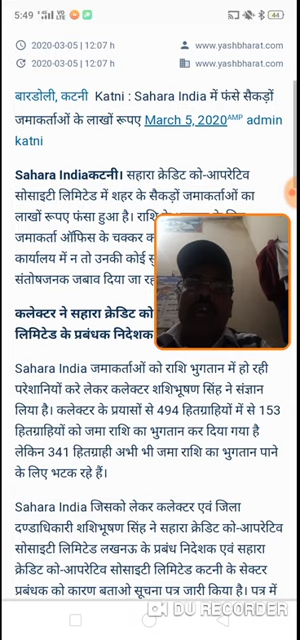 5:49
44
2020-03-05 | 12:07 h www.yashbharat.com
2020-03-05 | 12:07 h www.yashbharat.com
बारडोली, कटनी Katni : Sahara India में फंसे सैकड़ों
जमाकर्ताओं के लाखों रूपए March 5, 2020 AMP admin
katni
Sahara Indiaकटनी। सहारा क्रेडिट को-आपरेटिव
सोसाइटी लिमिटेड में शहर के सैकड़ों जमाकर्ताओं का
लाखों रूपए फंसा हुआ है।
जमाकर्ता ऑफिस के चक्कर
कार्यालय में न तो उनकी कोई
संतोषजनक जबाव दिया जा
कलेक्टर ने सहारा क्रेडिट को
लिमिटेड के प्रबंधक निदेशक
Sahara India जमाकर्ताओं को राशि भुगतान में हो रही
परेशानियों करे लेकर कलेक्टर शशिभूषण सिंह ने संज्ञान
लिया है। कलेक्टर के प्रयासों से 494 हितग्राहियों में से 153
हितग्राहियों को जमा राशि का भुगतान कर दिया गया है
लेकिन 341 हितग्राही अभी भी जमा राशि का भुगतान पाने
के लिए भटक रहे हैं।
Sahara India जिसको लेकर कलेक्टर एवं जिला
दण्डाधिकारी शशिभूषण सिंह ने सहारा क्रेडिट को-आपरेटिव
सोसाइटी लिमिटेड लखनऊ के प्रबंध निदेशक एवं सहारा
क्रेडिट को-आपरेटिव सोसाइटी लिमिटेड कटनी के सेक्टर
प्रबंधक को कारण बताओ सूचना पत्र जारी किया है। पत्र में
DU RECORDER